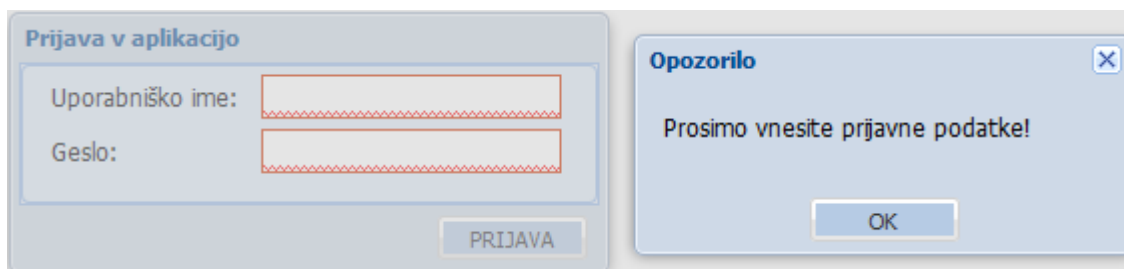 Prijava v aplikacijo
Uporabniško ime:
Geslo:
PRIJAVA
Opozorilo
Prosimo vnesite prijavne podatke!
OK